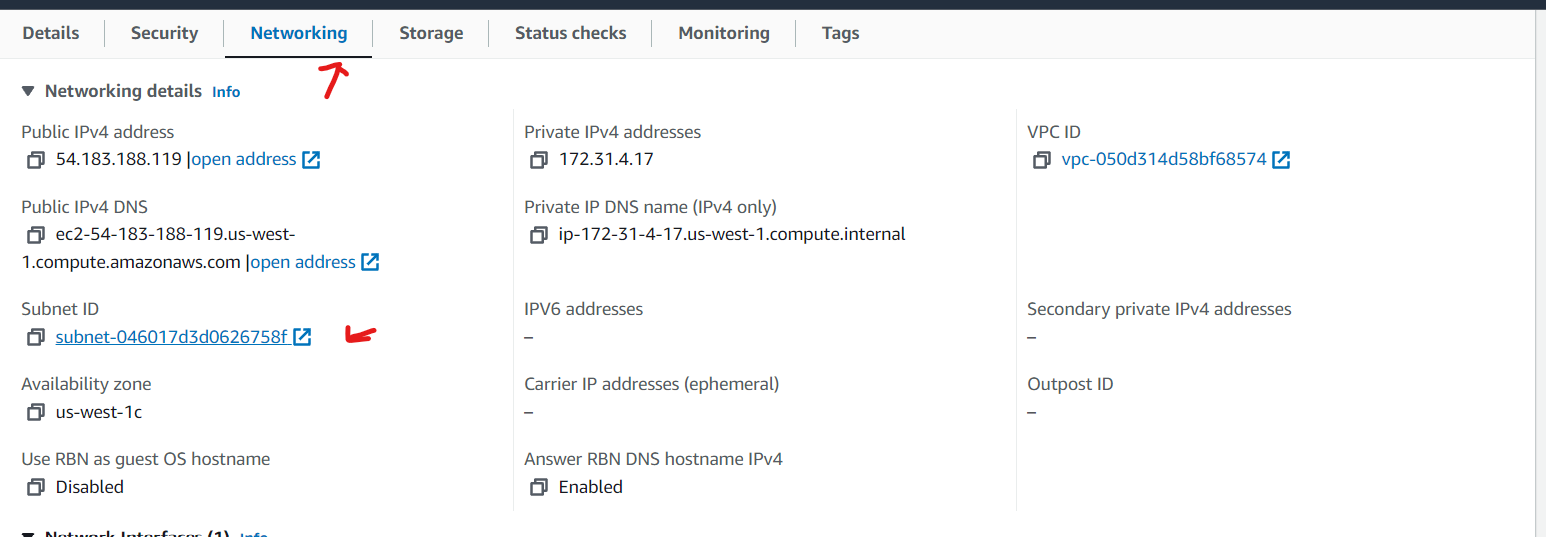 Details Security Networking Storage Status checks Monitoring Tags
Networking details Info
Public IPv4 address
54.183.188.119 |open address
Private IPv4 addresses
172.31.4.17
VPC ID
vpc-050d314d58bf68574
Public IPv4 DNS
ec2-54-183-188-119.us-west-
1.compute.amazonaws.com |open address
Private IP DNS name (IPv4 only)
ip-172-31-4-17.us-west-1.compute.internal
Subnet ID
subnet-046017d3d0626758f
IPV6 addresses
–
Secondary private IPv4 addresses
–
Availability zone
us-west-1c
Carrier IP addresses (ephemeral)
–
Outpost ID
–
Use RBN as guest OS hostname
Disabled
Answer RBN DNS hostname IPv4
Enabled
Network Interfaces (1) Info